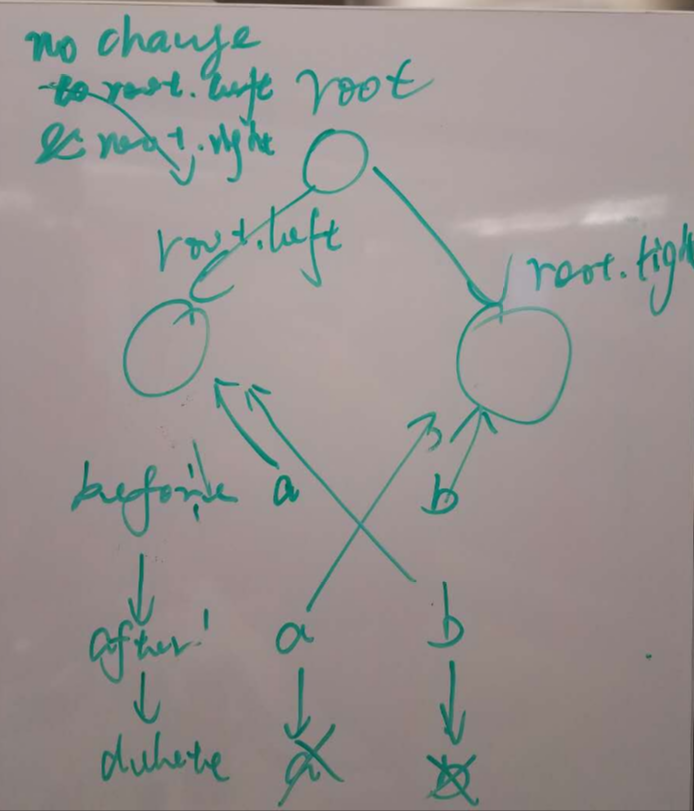 no change
to root.left
& root.right
root
root.left
root.righ
before
a
b
after
a
b
delete
a
b